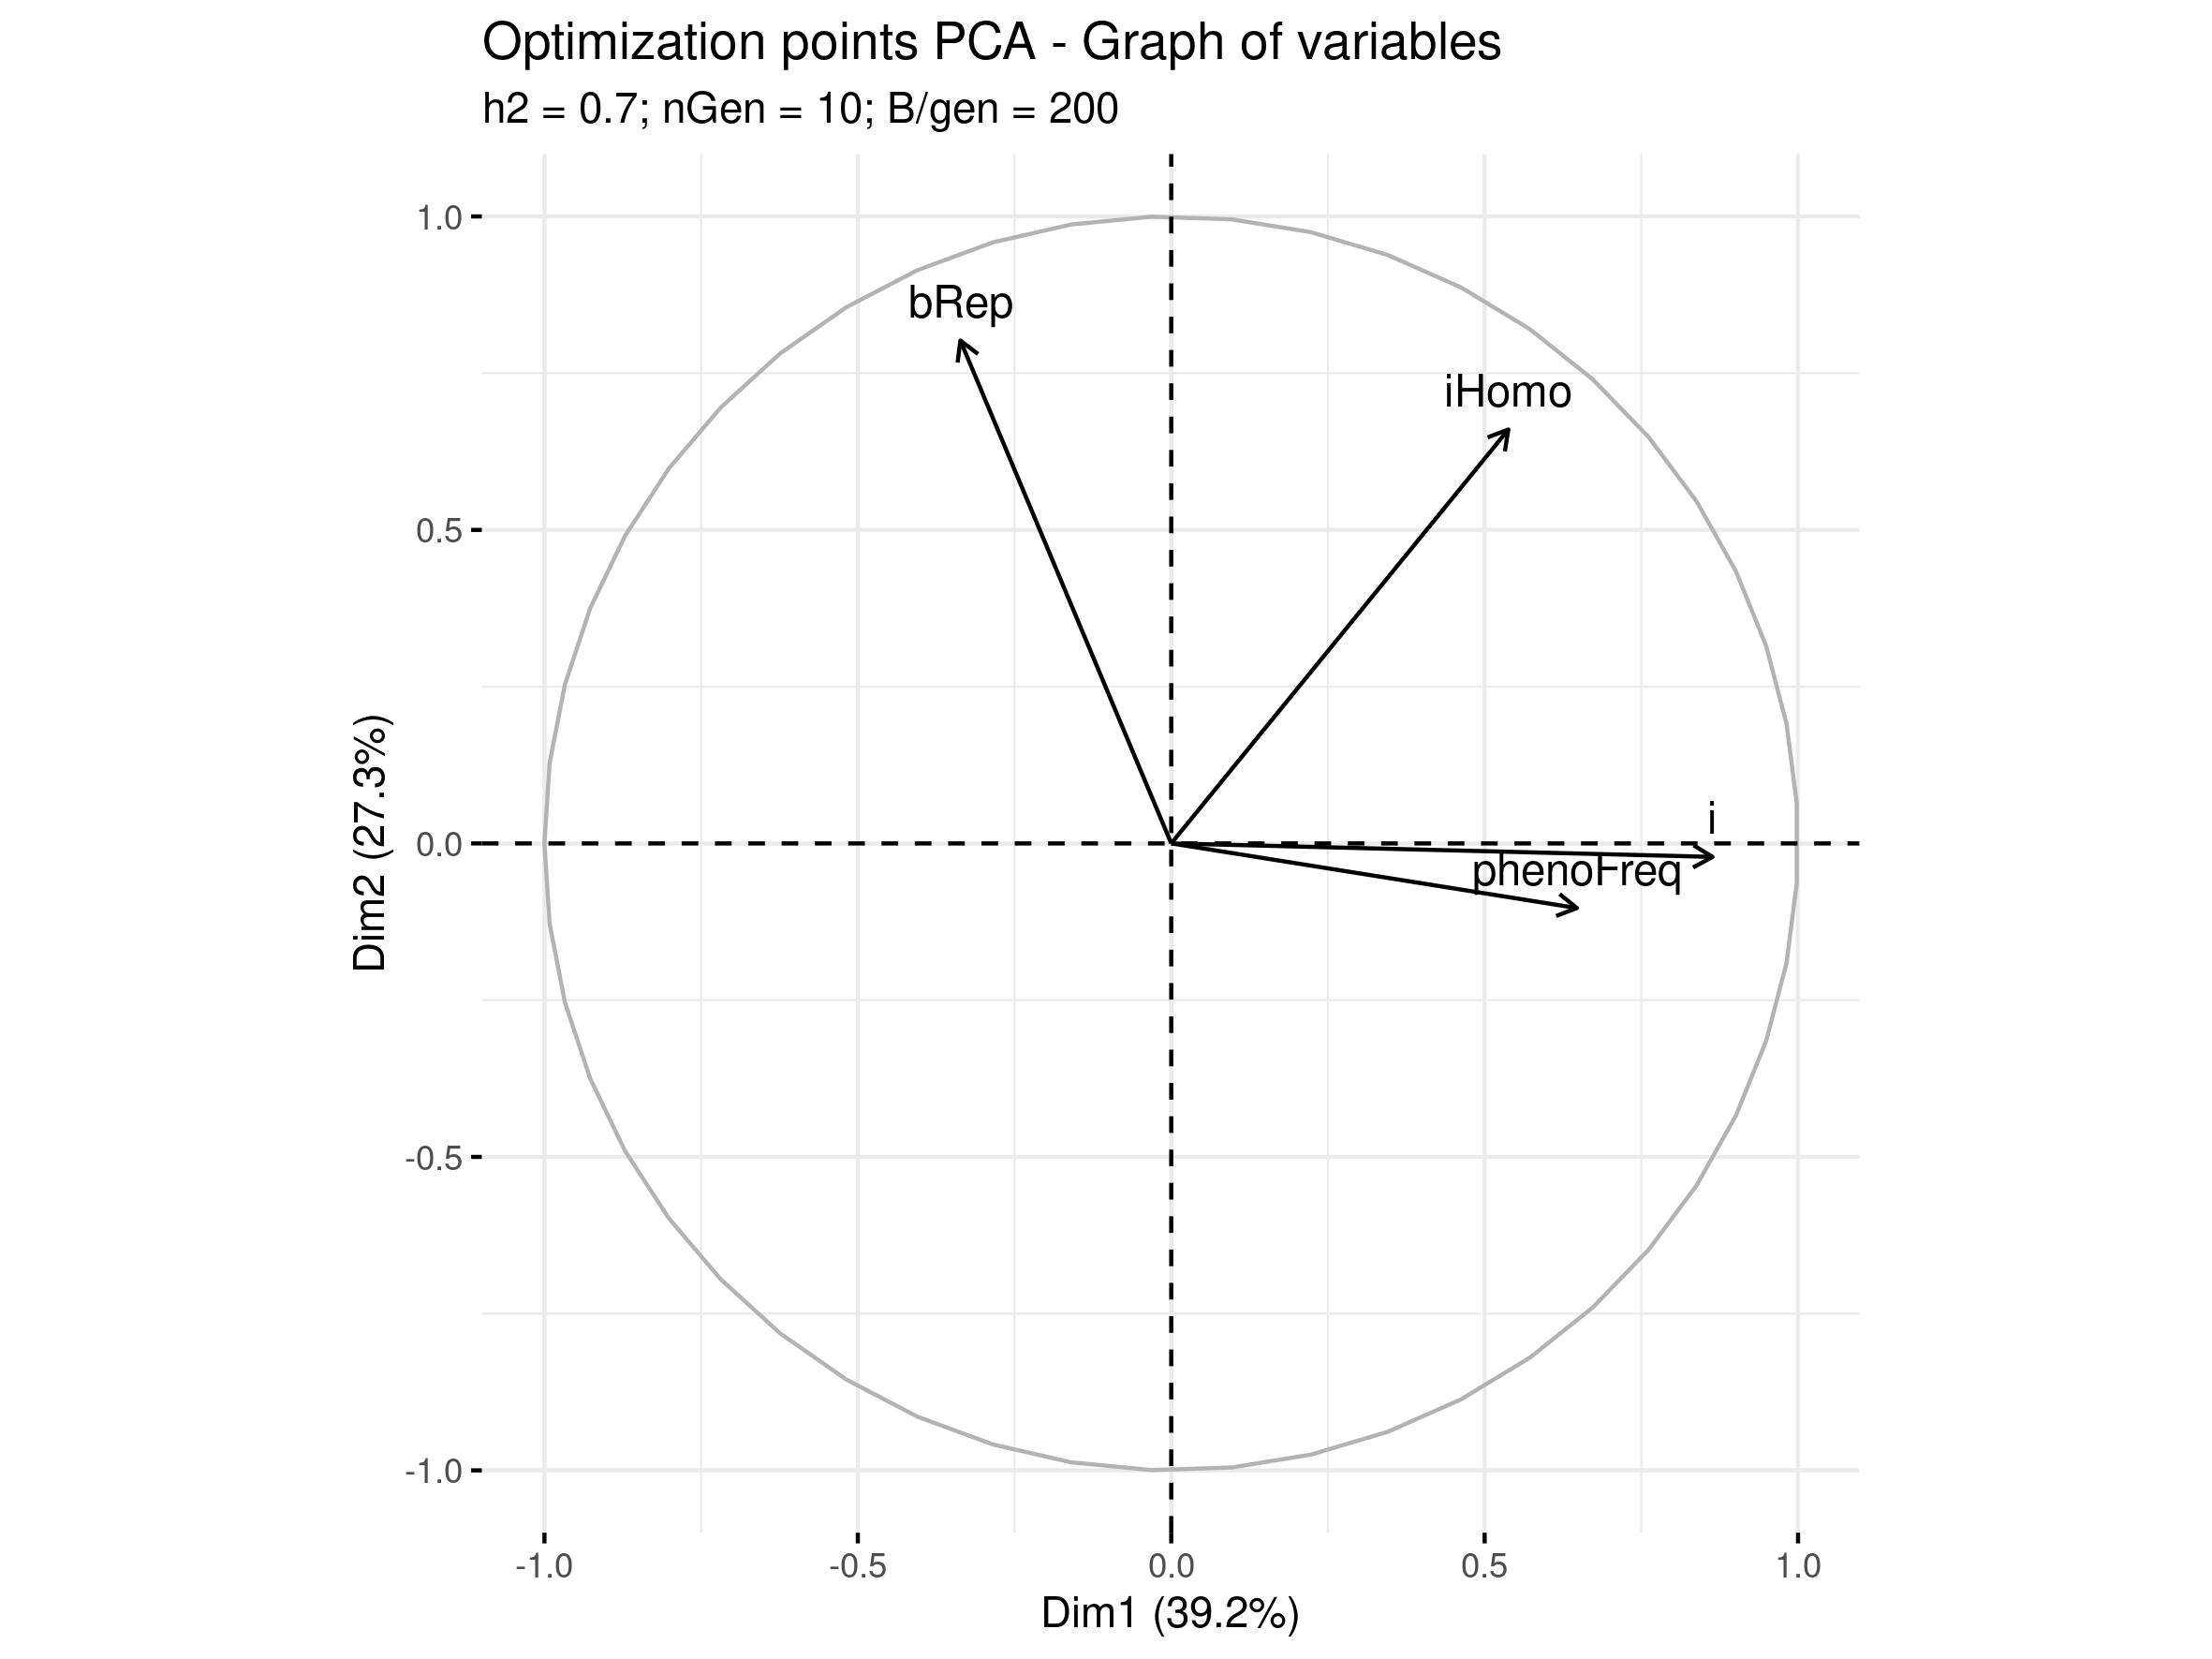 Optimization points PCA - Graph of variables
h2 = 0.7; nGen = 10; B/gen = 200
1.0
0.5
0.0
-0.5
-1.0
Dim2 (27.3%)
bRep
iHomo
i
phenoFreq
-1.0
-0.5
0.0
0.5
1.0
Dim1 (39.2%)